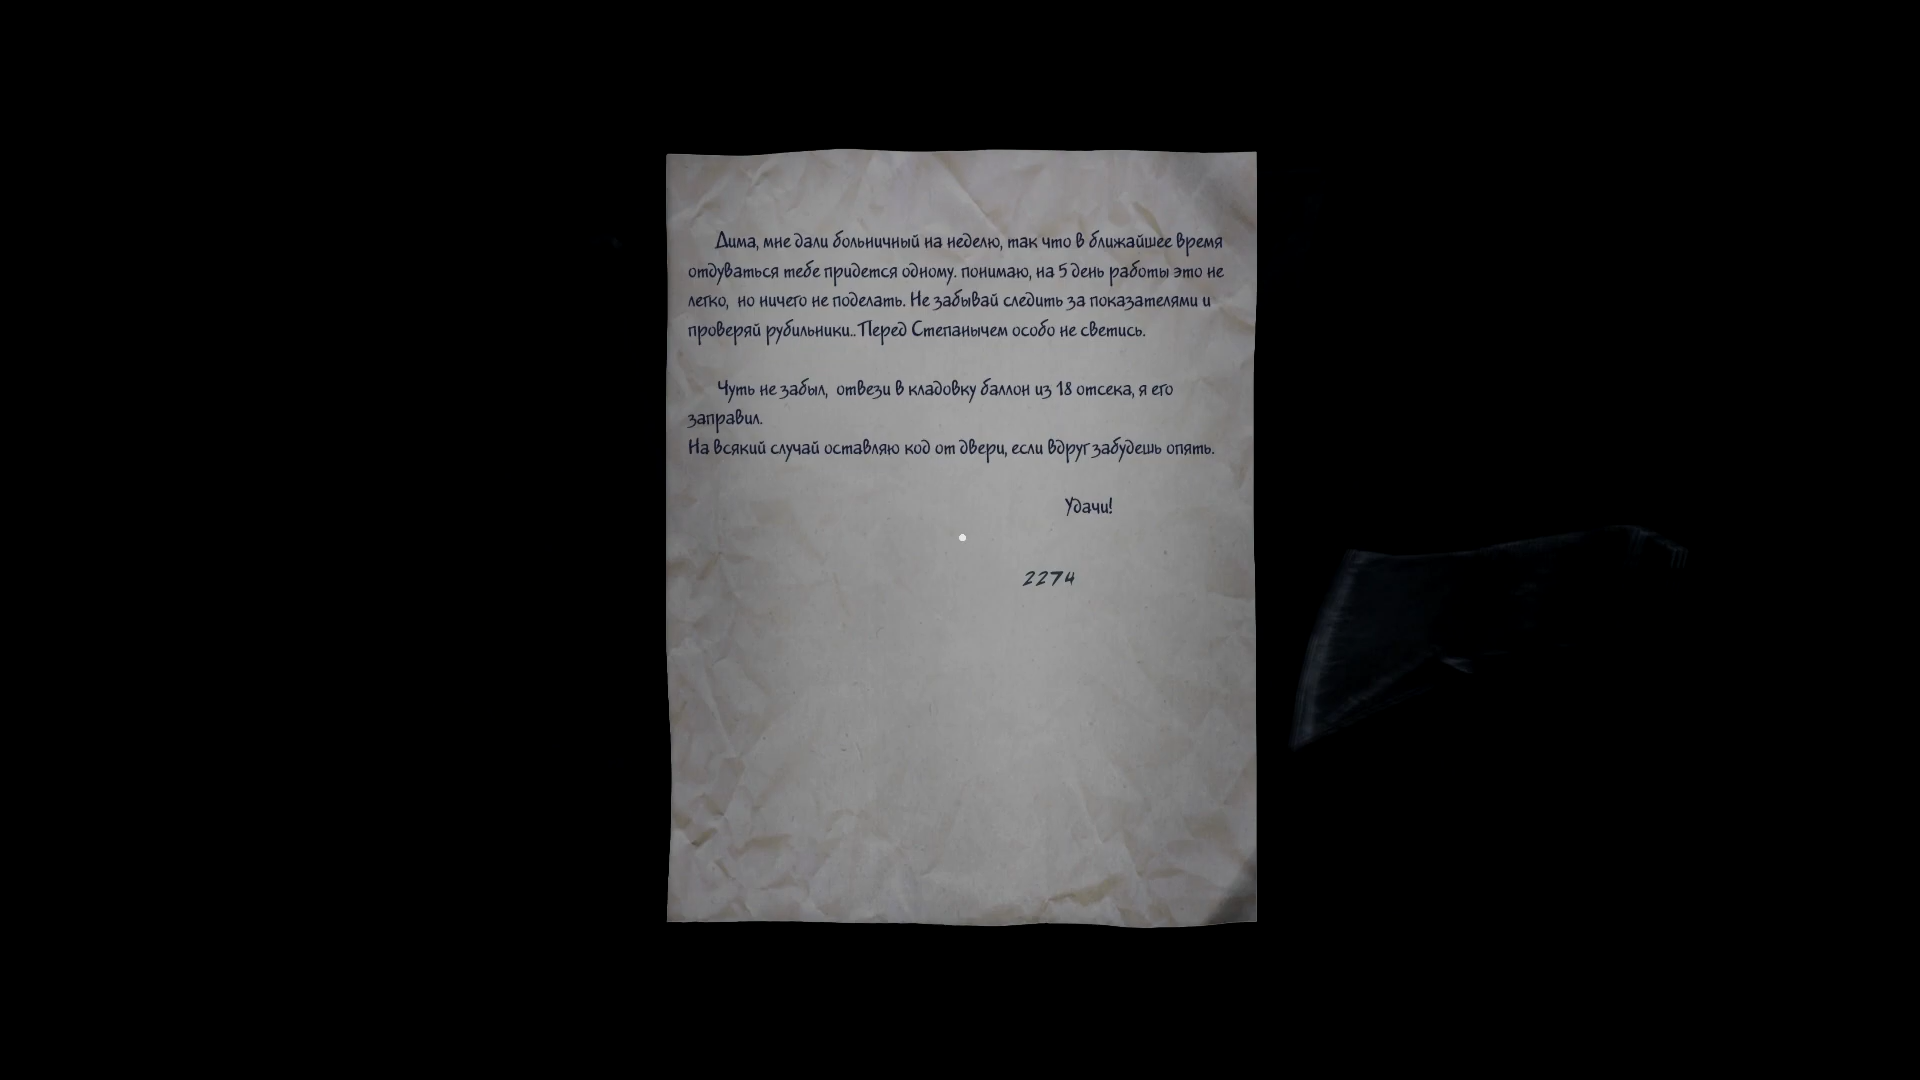 Дима, мне дали больничный на неделю, так что в ближайшее время
отдуваться тебе придется одному. понимаю, на 5 день работы это не
легко, но ничего не поделать. Не забывай следить за показателями и
проверяй рубильники.. Перед Степанычем особо не светись.
Чуть не забыл, отвези в кладовку баллон из 18 отсека, я его
заправил.
На всякий случай оставляю код от двери, если вдруг забудешь опять.
Удачи!
2274